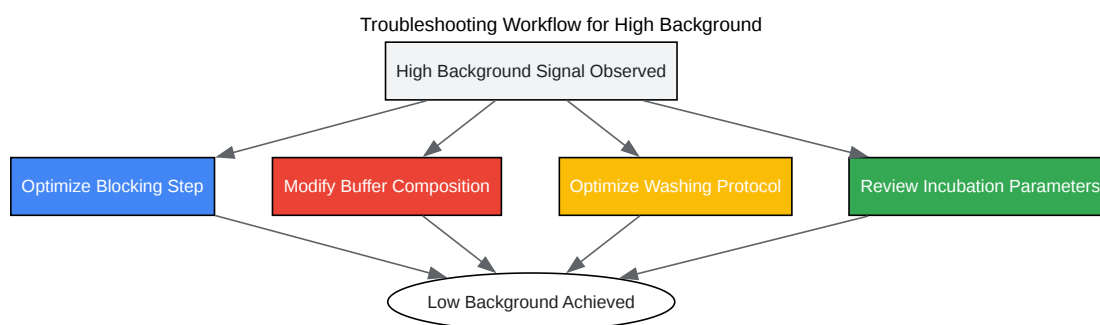 Troubleshooting Workflow for High Background
High Background Signal Observed
Optimize Blocking Step
Modify Buffer Composition
Optimize Washing Protocol
Review Incubation Parameters
Low Background Achieved